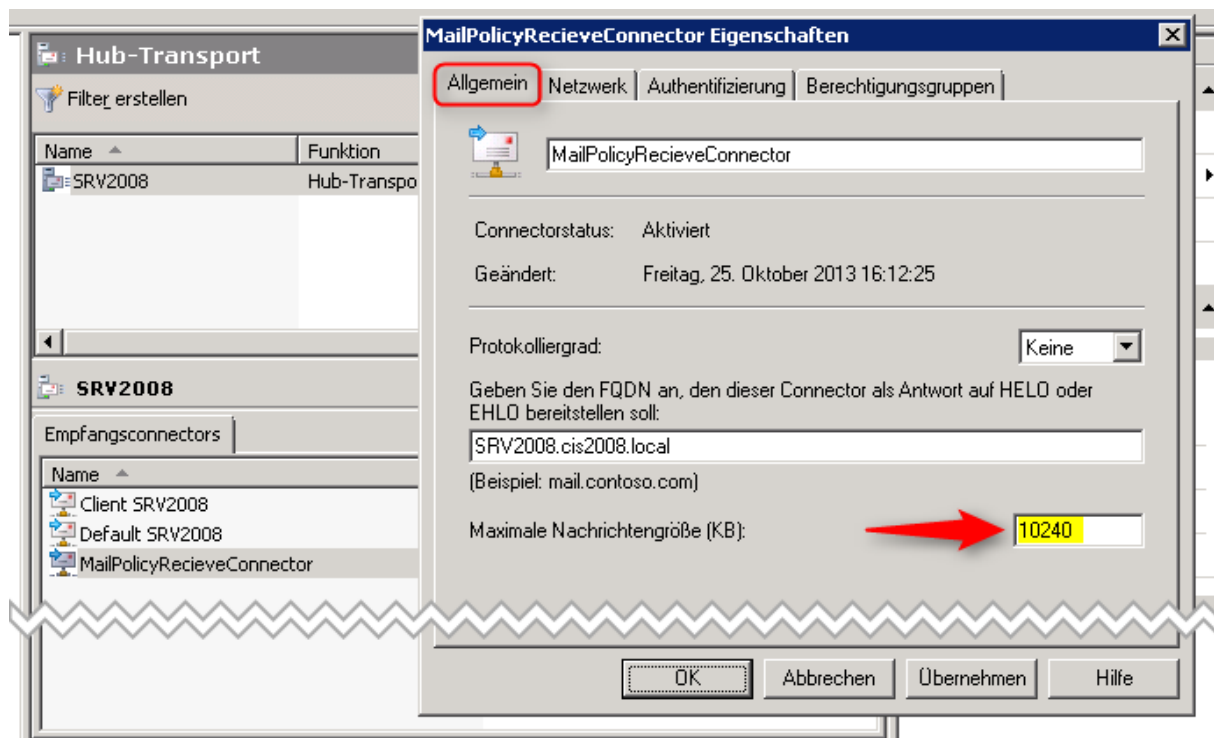 Hub-Transport
Filter erstellen
Name
Funktion
SRV2008
Hub-Transpo
SRV2008
Empfangsconnectors
Name
Client SRV2008
Default SRV2008
MailPolicyRecieveConnector
MailPolicyRecieveConnector Eigenschaften
Allgemein
Netzwerk
Authentifizierung
Berechtigungsgruppen
MailPolicyRecieveConnector
Connectorstatus: Aktiviert
Geändert: Freitag, 25. Oktober 2013 16:12:25
Protokolliergrad: Keine
Geben Sie den FQDN an, den dieser Connector als Antwort auf HELO oder
EHLO bereitstellen soll:
SRV2008.cis2008.local
(Beispiel: mail.contoso.com)
Maximale Nachrichtengröße (KB): 10240
OK
Abbrechen
Übernehmen
Hilfe